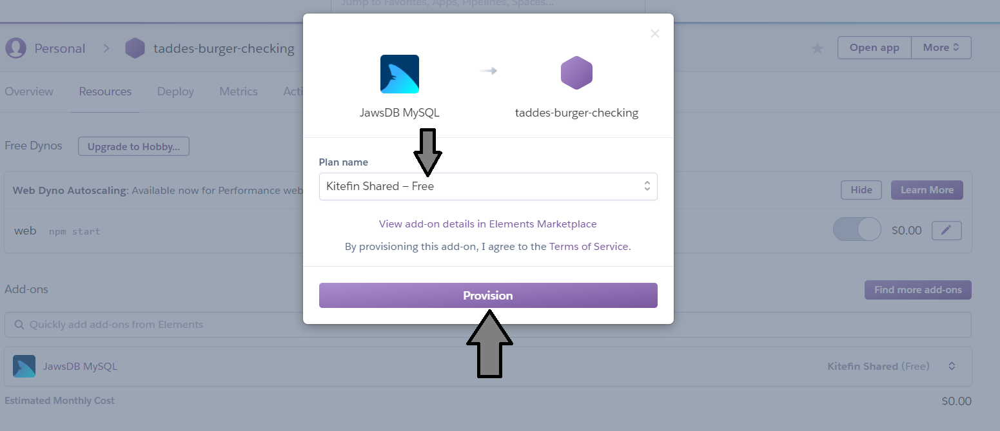 Jump to Favorites, Apps, Pipelines, Spaces...
Personal > taddes-burger-checking
Open app More
Overview Resources Deploy Metrics Acti
JawsDB MySQL
taddes-burger-checking
Free Dynos Upgrade to Hobby...
Plan name
Kitefin Shared – Free
Web Dyno Autoscaling: Available now for Performance web
Hide Learn More
View add-on details in Elements Marketplace
web npm start
$0.00
By provisioning this add-on, I agree to the Terms of Service.
Add-ons
Provision
Find more add-ons
Quickly add add-ons from Elements
JawsDB MySQL
Kitefin Shared (Free)
Estimated Monthly Cost
$0.00